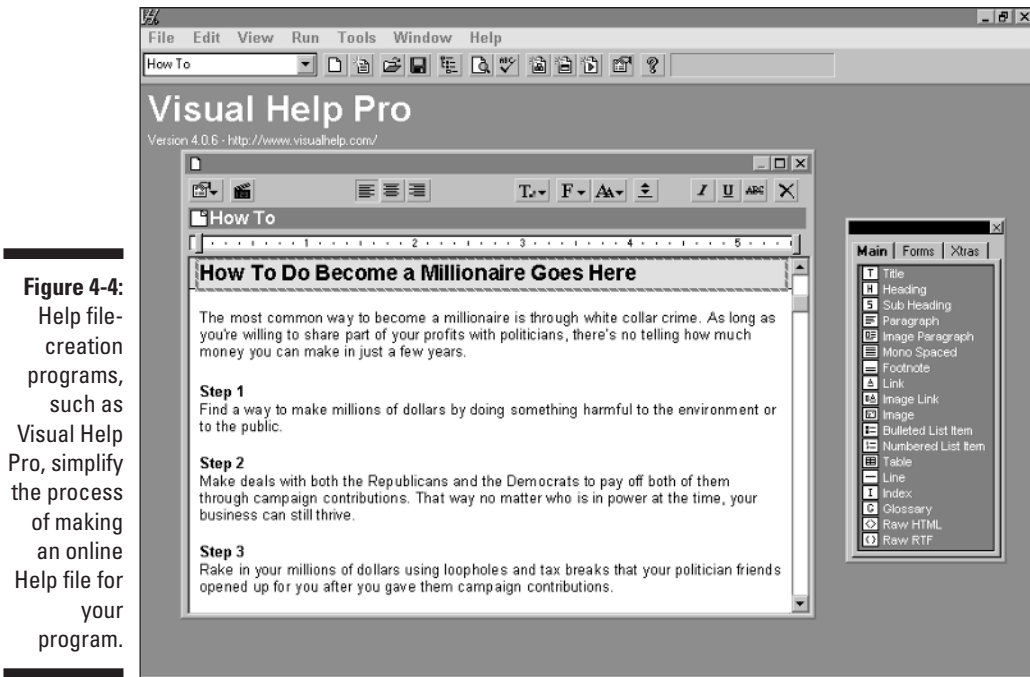 Figure 4-4:
Help file-
creation
programs,
such as
Visual Help
Pro, simplify
the process
of making
an online
Help file for
your
program.
File Edit View Run Tools Window Help
How To
Visual Help Pro
Version 4.0.6 - http://www.visualhelp.com/
How To
1 2 3 4 5
How To Do Become a Millionaire Goes Here
The most common way to become a millionaire is through white collar crime. As long as
you're willing to share part of your profits with politicians, there's no telling how much
money you can make in just a few years.
Step 1
Find a way to make millions of dollars by doing something harmful to the environment or
to the public.
Step 2
Make deals with both the Republicans and the Democrats to pay off both of them
through campaign contributions. That way no matter who is in power at the time, your
business can still thrive.
Step 3
Rake in your millions of dollars using loopholes and tax breaks that your politician friends
opened up for you after you gave them campaign contributions.
Main Forms Xtras
T Title
H Heading
S Sub Heading
Paragraph
Image Paragraph
Mono Spaced
Footnote
Link
Image Link
Image
Bulleted List Item
Numbered List Item
Table
Line
I Index
G Glossary
Raw HTML
Raw RTF